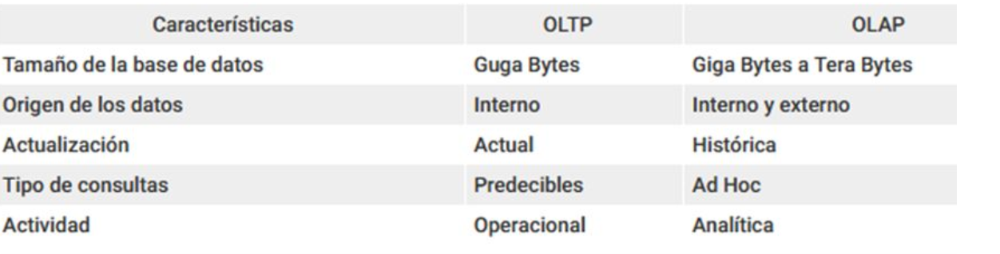 Características OLTP OLAP
Tamaño de la base de datos Guga Bytes Giga Bytes a Tera Bytes
Origen de los datos Interno Interno y externo
Actualización Actual Histórica
Tipo de consultas Predecibles Ad Hoc
Actividad Operacional Analítica